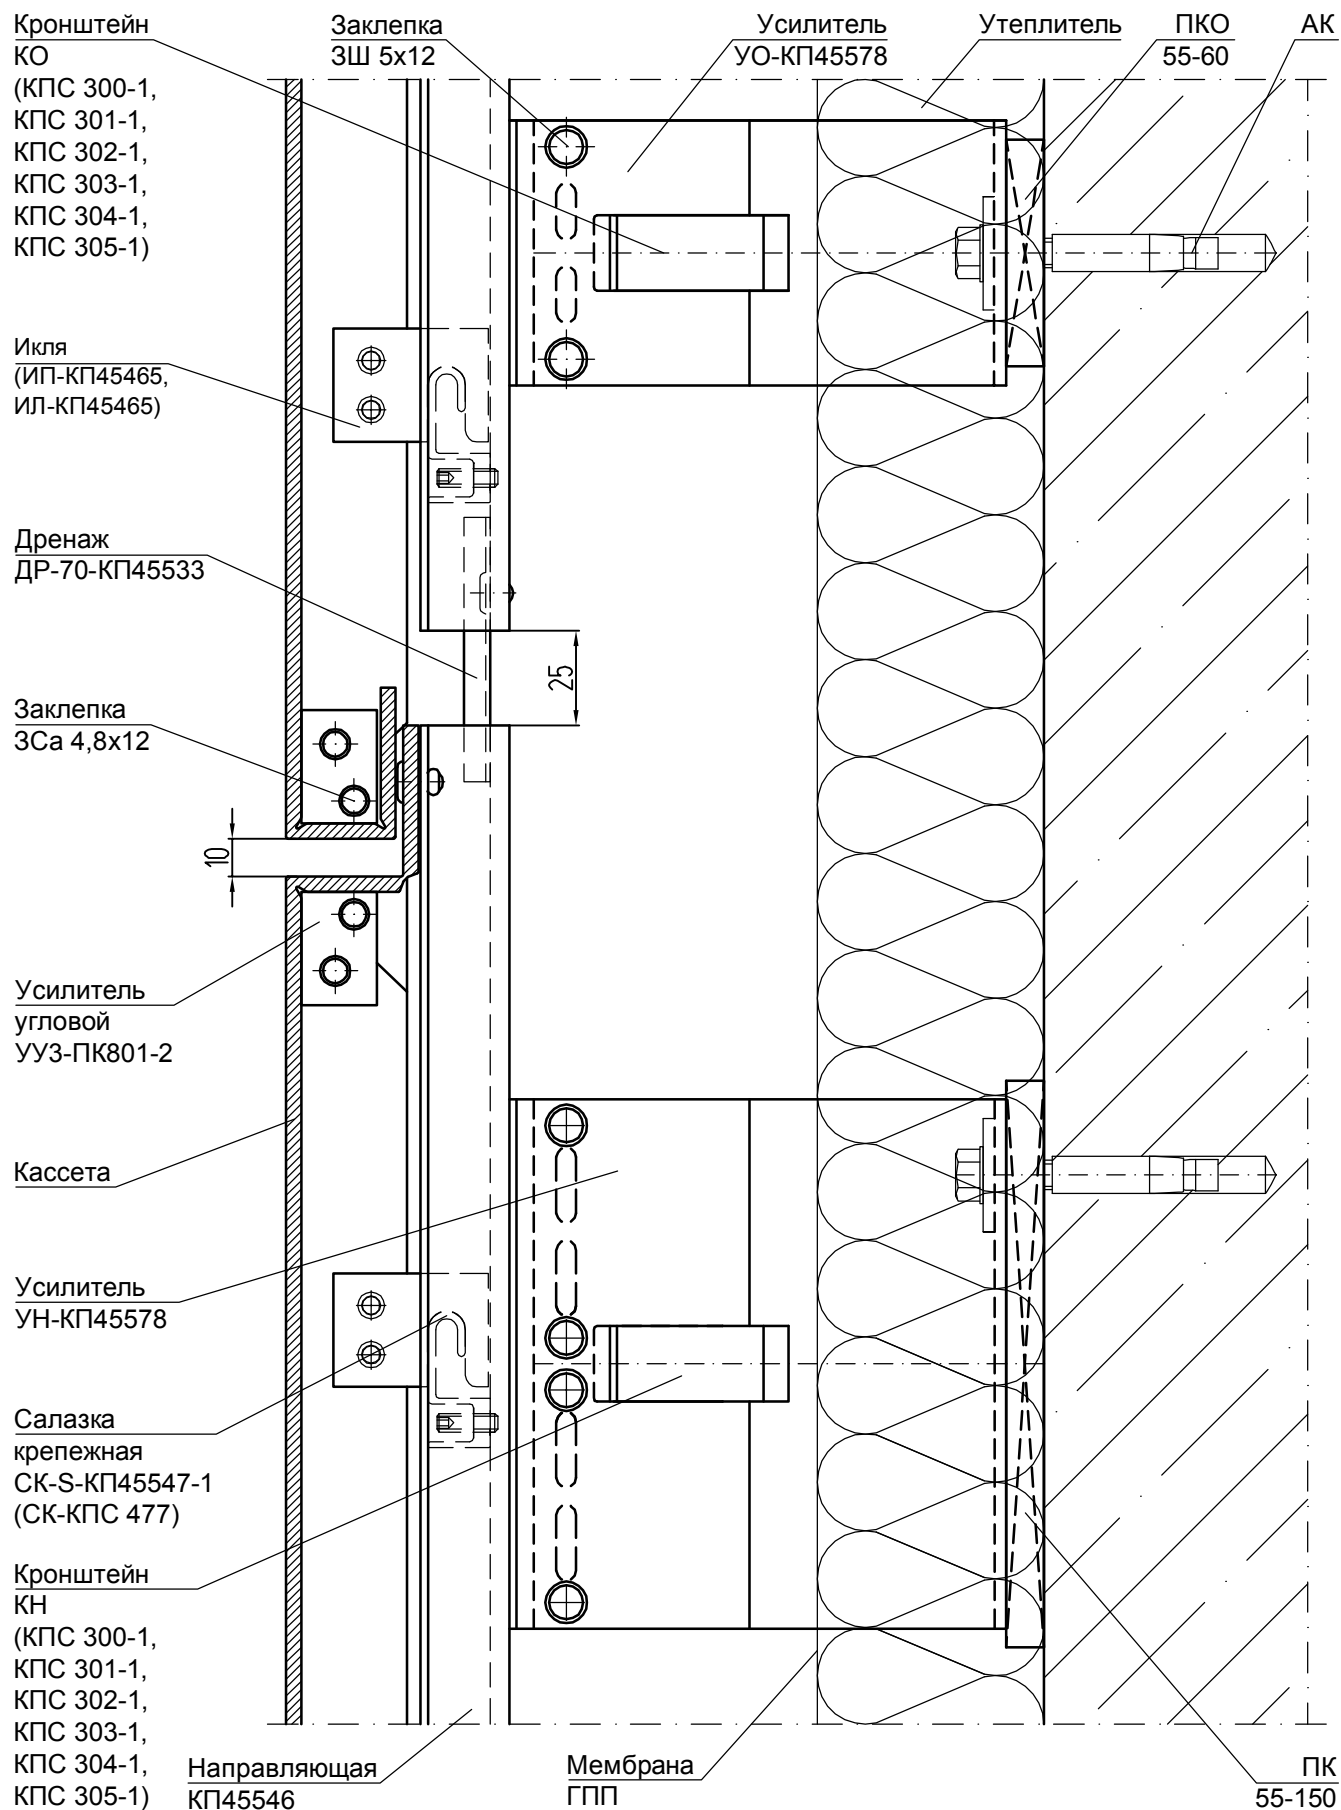 Кронштейн
КО
(КПС 300-1,
КПС 301-1,
КПС 302-1,
КПС 303-1,
КПС 304-1,
КПС 305-1)
Заклепка
ЗШ 5х12
Усилитель
УО-КП45578
Утеплитель
ПКО
55-60
АК
Икля
(ИП-КП45465,
ИЛ-КП45465)
Дренаж
ДР-70-КП45533
25
Заклепка
ЗСа 4,8х12
10
Усилитель
угловой
УУЗ-ПК801-2
Кассета
Усилитель
УН-КП45578
Салазка
крепежная
СК-S-КП45547-1
(СК-КПС 477)
Кронштейн
КН
(КПС 300-1,
КПС 301-1,
КПС 302-1,
КПС 303-1,
КПС 304-1,
КПС 305-1)
Направляющая
КП45546
Мембрана
ГПП
ПК
55-150